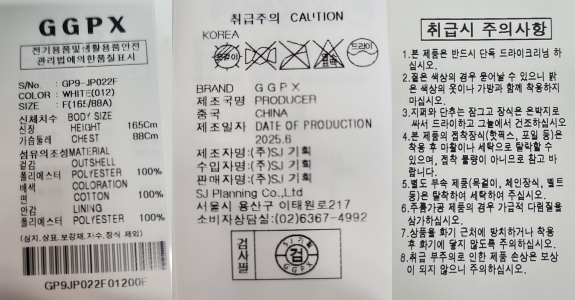 GGPX
전기용품및생활용품안전
관리법에의한품질표시
S/No : GP9-JP022F
COLOR : WHITE(012)
SIZE : F(165/88A)
신체치수 BODY SIZE
신장 HEIGHT 165Cm
가슴둘레 CHEST 88Cm
섬유의조성MATERIAL
겉감 OUTSHELL
폴리에스터 POLYESTER 100%
배색 COLORATION
면 COTTON 100%
안감 LINING
폴리에스터 POLYESTER 100%
(심지,상표,보강재,자수,장식 제외)
GP9JP022F01200F
취급주의 CAUTION
KOREA
드라이
BRAND GGPX
제조국명 PRODUCER
중국 CHINA
제조일자 DATE OF PRODUCTION
2025.6
제조자명:(주)SJ 기획
수입자명:(주)SJ 기획
판매자명:(주)SJ 기획
SJ Planning Co.,Ltd
서울시 용산구 이태원로217
소비자상담실:(02)6367-4992
검사필
SJ기획
검
GGPX
취급시 주의사항
1.본 제품은 반드시 단독 드라이크리닝 하
십시오.
2.짙은 색상의 경우 묻어날 수 있으니 밝
은 색상의 옷이나 가방과 함께 착용하지
마십시오.
3.지퍼와 단추는 잠그고 장식은 은박지로
싸서 드라이하고 그늘에서 건조하십시오
4.본 제품의 접착장식(핫픽스, 포일 등)은
착용 후 마찰이나 세탁으로 탈락할 수
있으며, 접착 불량이 아니므로 참고 바
랍니다.
5.별도 부속 제품(목걸이, 체인장식, 벨트
등)은 탈착하여 세탁하여 주십시오.
6.주름가공 제품의 경우 가급적 다림질을
삼가하십시오.
7.상품을 화기 근처에 방치하거나 착용
후 화기에 닿지 않도록 주의하십시오.
8.취급 부주의로 인한 제품 손상은 보상
이 되지 않으니 주의하십시오.